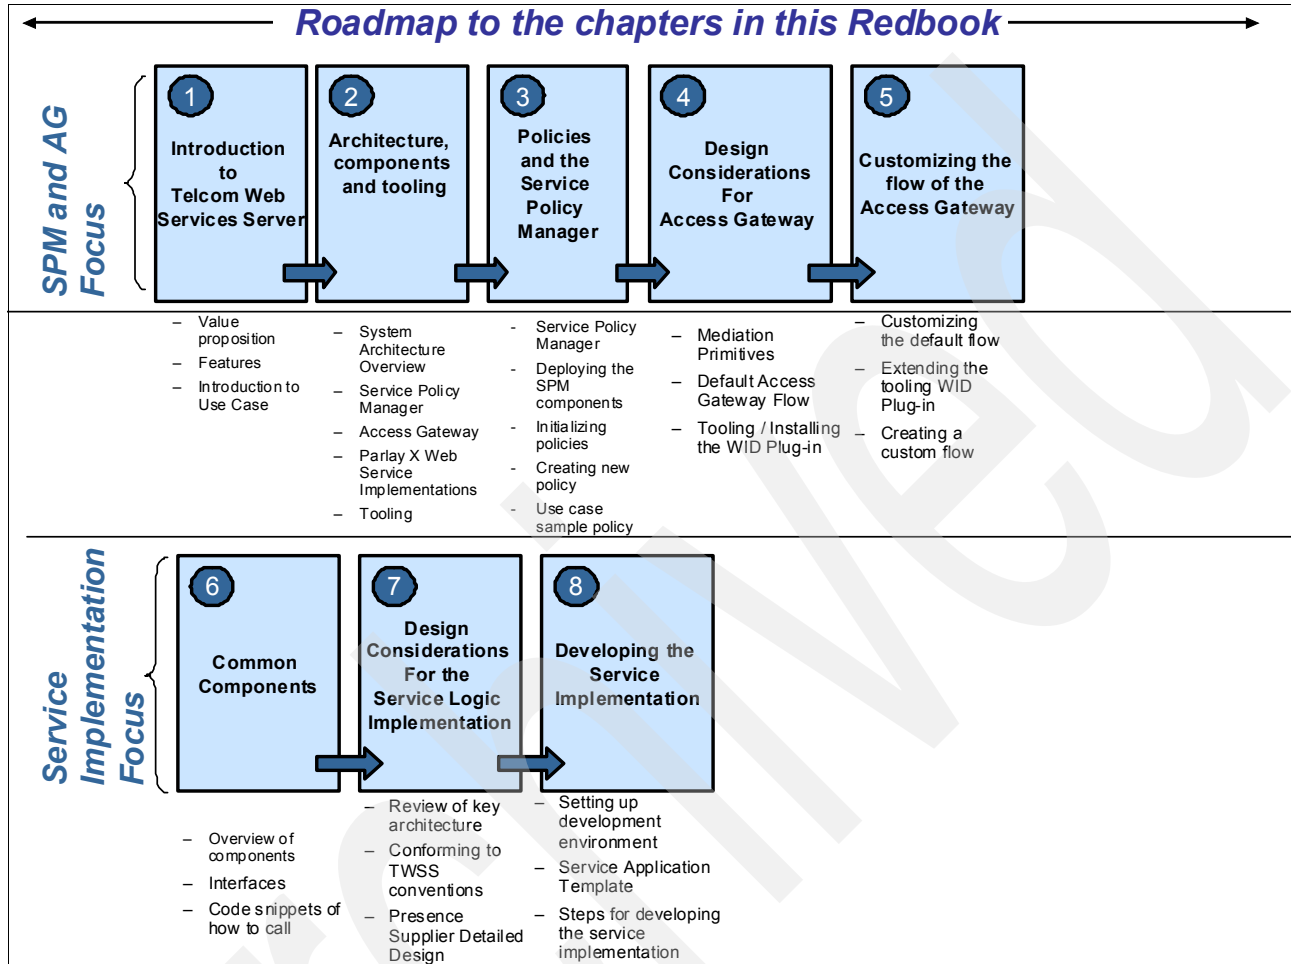 Roadmap to the chapters in this Redbook
SPM and AG
Focus
1
Introduction
to
Telcom Web
Services Server
2
Architecture,
components
and tooling
3
Policies
and the
Service
Policy
Manager
4
Design
Considerations
For
Access Gateway
5
Customizing the
flow of the
Access Gateway
– Value
proposition
– Features
– Introduction to
Use Case
– System
Architecture
Overview
– Service Policy
Manager
– Access Gateway
– Parlay X Web
Service
Implementations
– Tooling
- Service Policy
Manager
- Deploying the
SPM
components
- Initializing
policies
- Creating new
policy
- Use case
sample policy
– Mediation
Primitives
– Default Access
Gateway Flow
– Tooling / Installing
the WID Plug-in
– Customizing
the default flow
– Extending the
tooling WID
Plug-in
– Creating a
custom flow
Service
Implementation
Focus
6
Common
Components
7
Design
Considerations
For the
Service Logic
Implementation
8
Developing the
Service
Implementation
– Overview of
components
– Interfaces
– Code snippets of
how to call
– Review of key
architecture
– Conforming to
TWSS
conventions
– Presence
Supplier Detailed
Design
– Setting up
development
environment
– Service Application
Template
– Steps for developing
the service
implementation
rchived